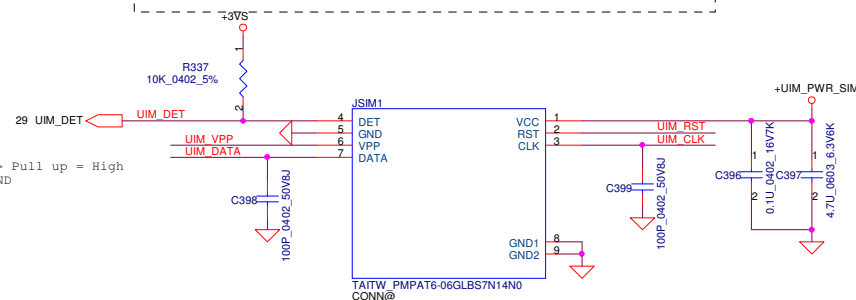 +3VS
1
R337
10K_0402_5%
2
29 UIM_DET
UIM_DET
UIM_VPP
UIM_DATA
> Pull up = High
ND
C398
100P_0402_50V8J
JSIM1
4 DET
5 GND
6 VPP
7 DATA
VCC 1
RST 2
CLK 3
GND1 8
GND2 9
TAITW_PMPAT6-06GLBS7N14N0
CONN@
UIM_RST
UIM_CLK
C399
100P_0402_50V8J
+UIM_PWR_SIM
1
C396
2
0.1U_0402_16V7K
1
C397
2
4.7U_0603_6.3V6K